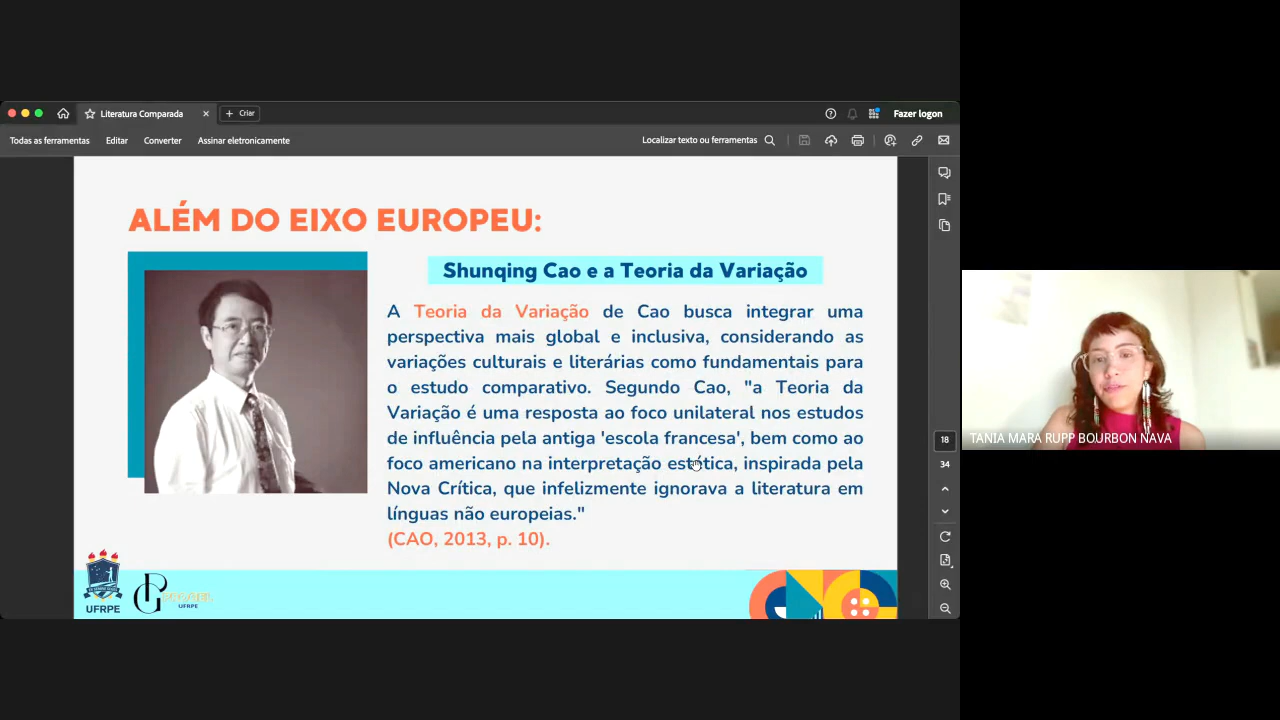 Literatura Comparada
Criar
Fazer logon
Todas as ferramentas
Editar
Converter
Assinar eletronicamente
Localizar texto ou ferramentas
ALÉM DO EIXO EUROPEU:
Shunqing Cao e a Teoria da Variação
A Teoria da Variação de Cao busca integrar uma
perspectiva mais global e inclusiva, considerando as
variações culturais e literárias como fundamentais para
o estudo comparativo. Segundo Cao, "a Teoria da
Variação é uma resposta ao foco unilateral nos estudos
de influência pela antiga 'escola francesa', bem como ao
foco americano na interpretação estética, inspirada pela
Nova Crítica, que infelizmente ignorava a literatura em
línguas não europeias."
(CAO, 2013, p. 10).
18
34
UFRPE
UFRPE
TANIA MARA RUPP BOURBON NAVA